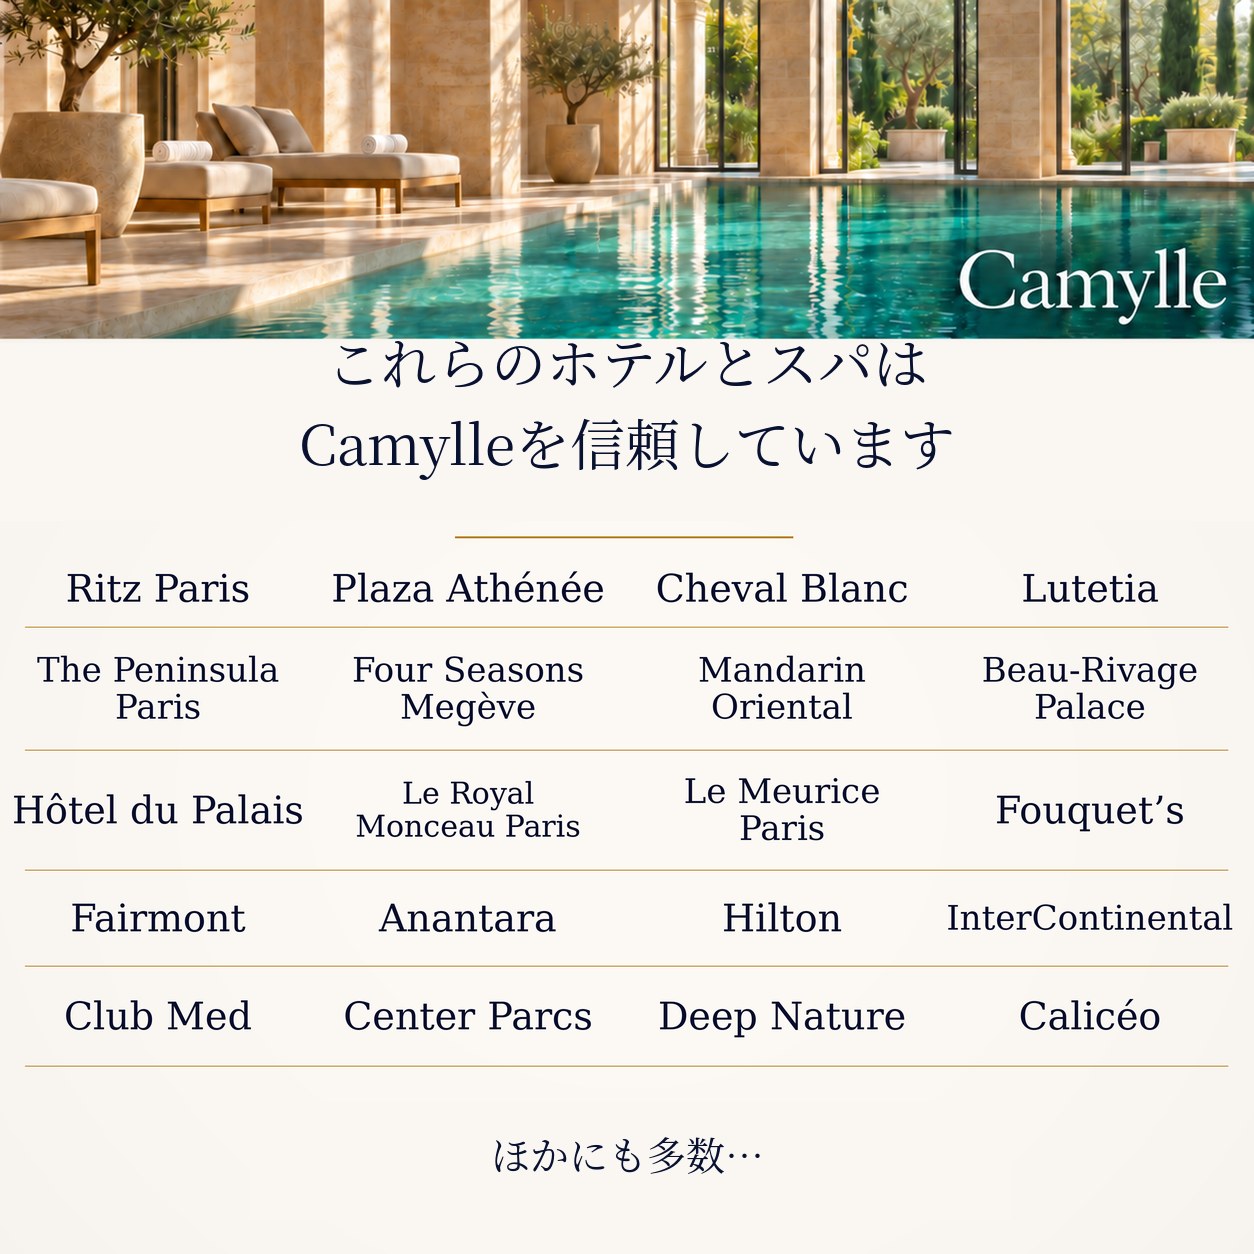 Camylle
これらのホテルとスパは
Camylleを信頼しています
Ritz Paris
Plaza Athénée
Cheval Blanc
Lutetia
The Peninsula
Paris
Four Seasons
Megève
Mandarin
Oriental
Beau-Rivage
Palace
Hôtel du Palais
Le Royal
Monceau Paris
Le Meurice
Paris
Fouquet’s
Fairmont
Anantara
Hilton
InterContinental
Club Med
Center Parcs
Deep Nature
Calicéo
ほかにも多数…